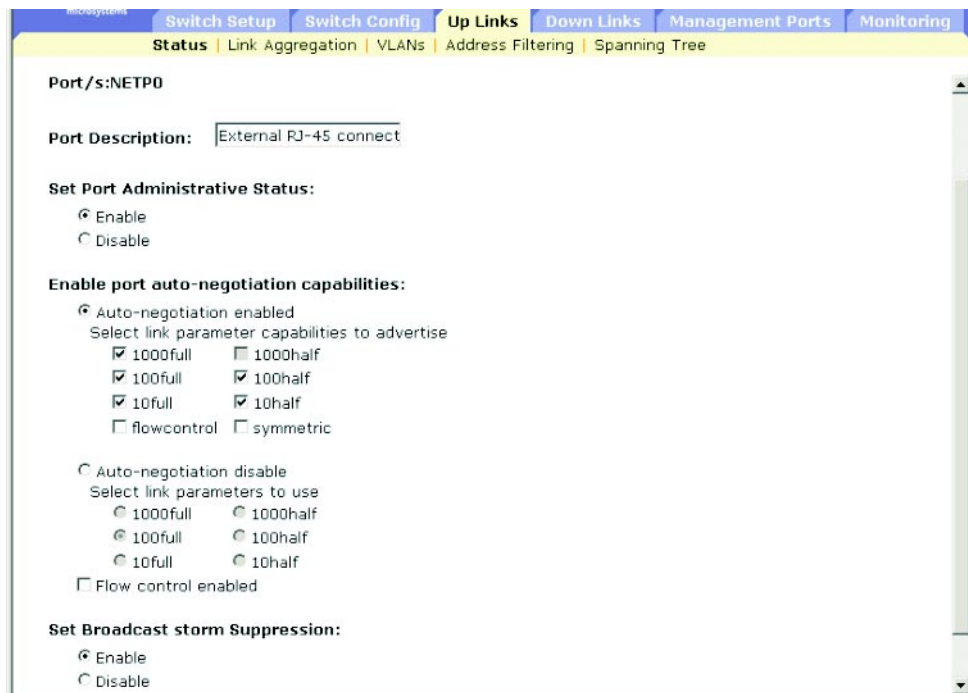 microsystems
Switch Setup Switch Config Up Links Down Links Management Ports Monitoring
Status | Link Aggregation | VLANs | Address Filtering | Spanning Tree
Port/s:NETP0
Port Description: External RJ-45 connect
Set Port Administrative Status:
Enable
Disable
Enable port auto-negotiation capabilities:
Auto-negotiation enabled
Select link parameter capabilities to advertise
1000full 1000half
100full 100half
10full 10half
flowcontrol symmetric
Auto-negotiation disable
Select link parameters to use
1000full 1000half
100full 100half
10full 10half
Flow control enabled
Set Broadcast storm Suppression:
Enable
Disable